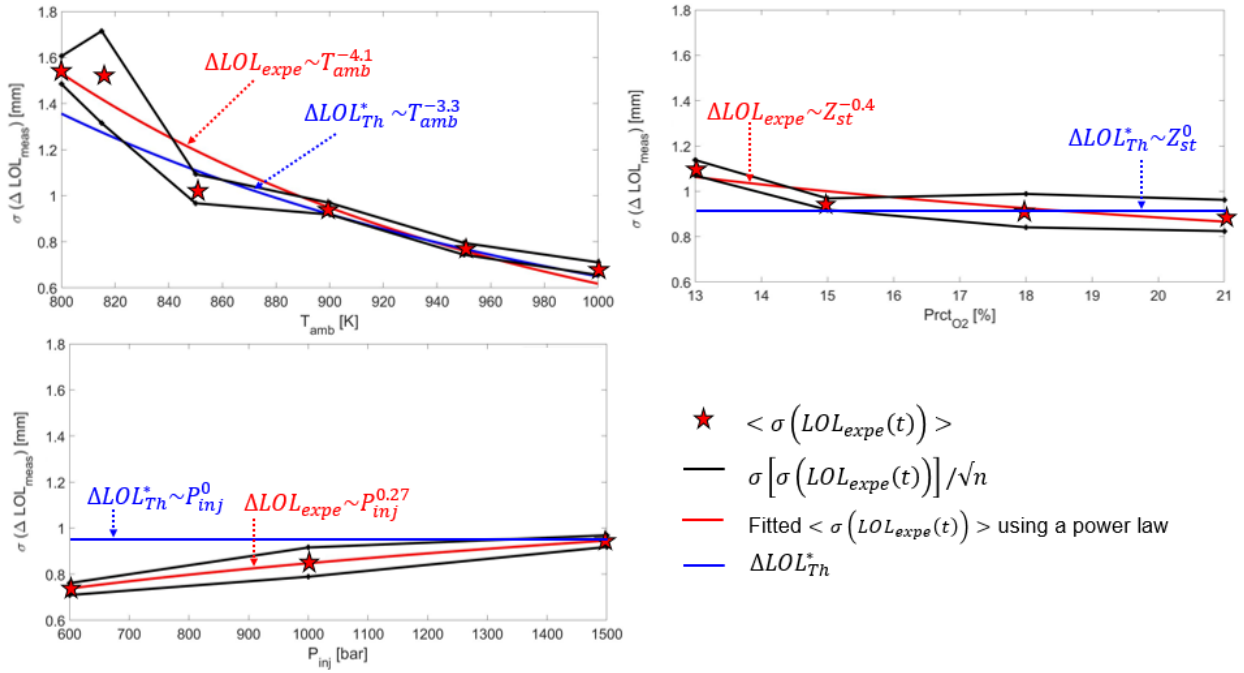 1.8
1.6
1.4
1.2
1
0.8
0.6
σ (Δ LOL_meas) [mm]
ΔLOL_expe~T_amb^−4.1
ΔLOL*_Th~T_amb^−3.3
800 820 840 860 880 900 920 940 960 980 1000
T_amb [K]
1.8
1.6
1.4
1.2
1
0.8
0.6
σ (Δ LOL_meas) [mm]
ΔLOL_expe~Z_st^−0.4
ΔLOL*_Th~Z_st^0
13 14 15 16 17 18 19 20 21
Prct_O2 [%]
1.8
1.6
1.4
1.2
1
0.8
0.6
σ (Δ LOL_meas) [mm]
ΔLOL*_Th~P_inj^0
ΔLOL_expe~P_inj^0.27
600 700 800 900 1000 1100 1200 1300 1400 1500
P_inj [bar]
< σ(LOL_expe(t)) >
σ[σ(LOL_expe(t))]/√n
Fitted < σ(LOL_expe(t)) > using a power law
ΔLOL*_Th